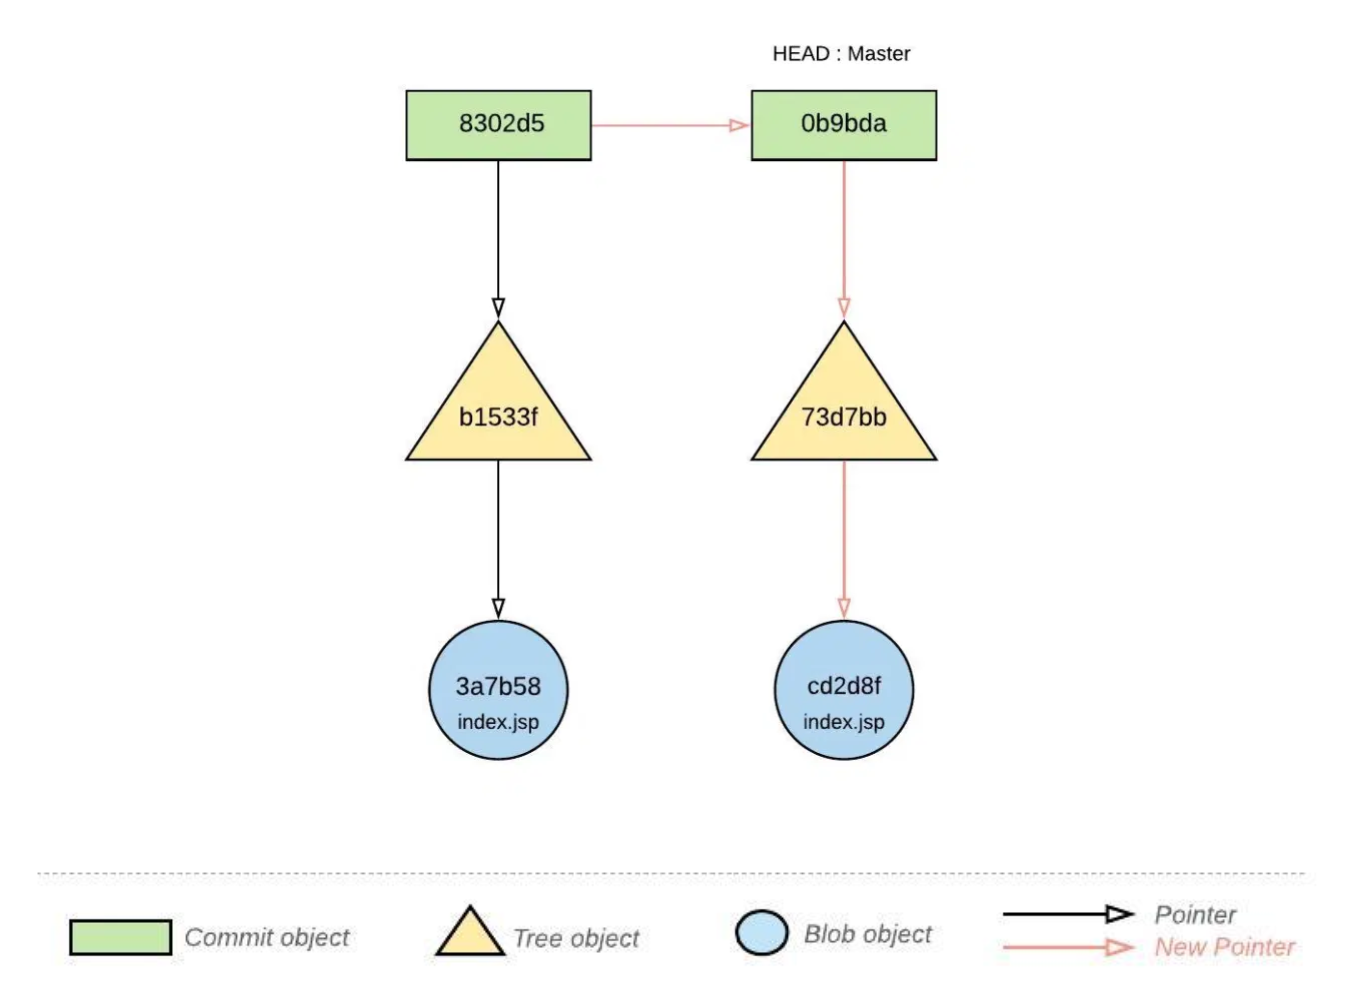 HEAD : Master
8302d5
0b9bda
b1533f
73d7bb
3a7b58
index.jsp
cd2d8f
index.jsp
Commit object
Tree object
Blob object
Pointer
New Pointer